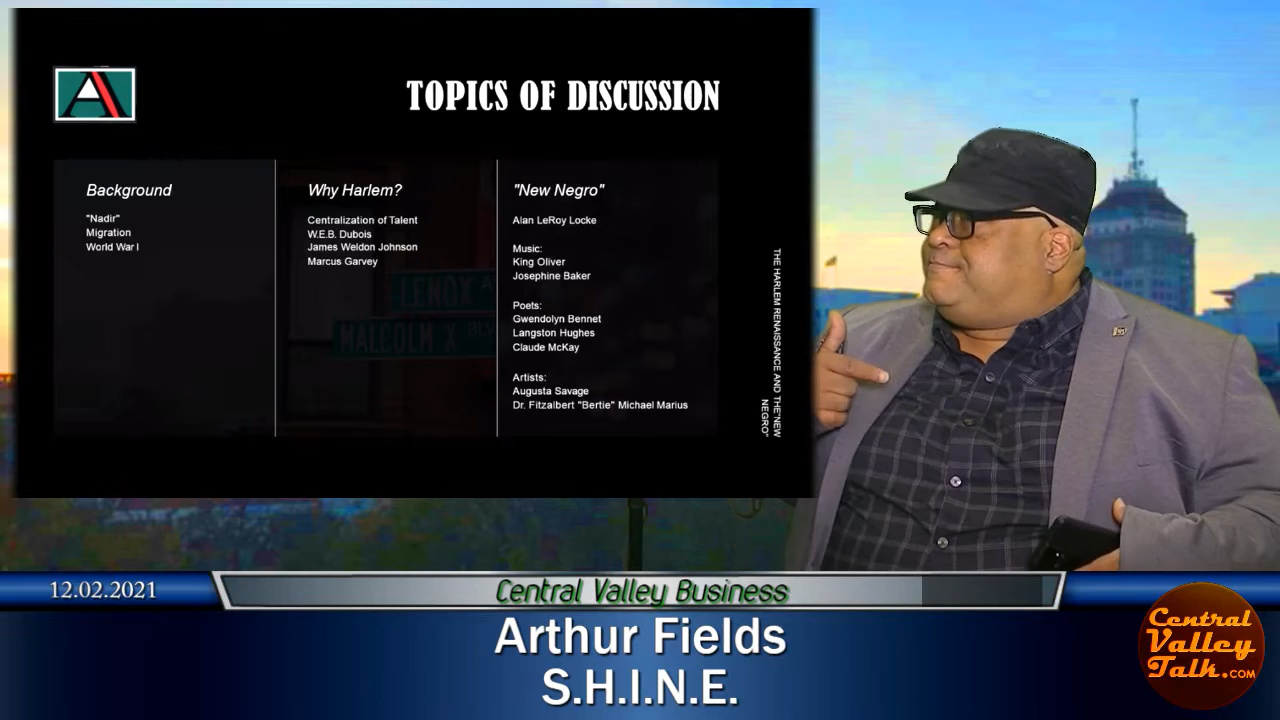 TOPICS OF DISCUSSION
Background
"Nadir"
Migration
World War I
Why Harlem?
Centralization of Talent
W.E.B. Dubois
James Weldon Johnson
Marcus Garvey
LENOX
MALCOLM X
"New Negro"
Alan LeRoy Locke
Music:
King Oliver
Josephine Baker
Poets:
Gwendolyn Bennet
Langston Hughes
Claude McKay
Artists:
Augusta Savage
Dr. Fitzalbert "Bertie" Michael Marius
THE HARLEM RENAISSANCE AND THE"NEW
NEGRO"
12.02.2021
Central Valley Business
Arthur Fields
S.H.I.N.E.
Central
Valley
Talk.COM